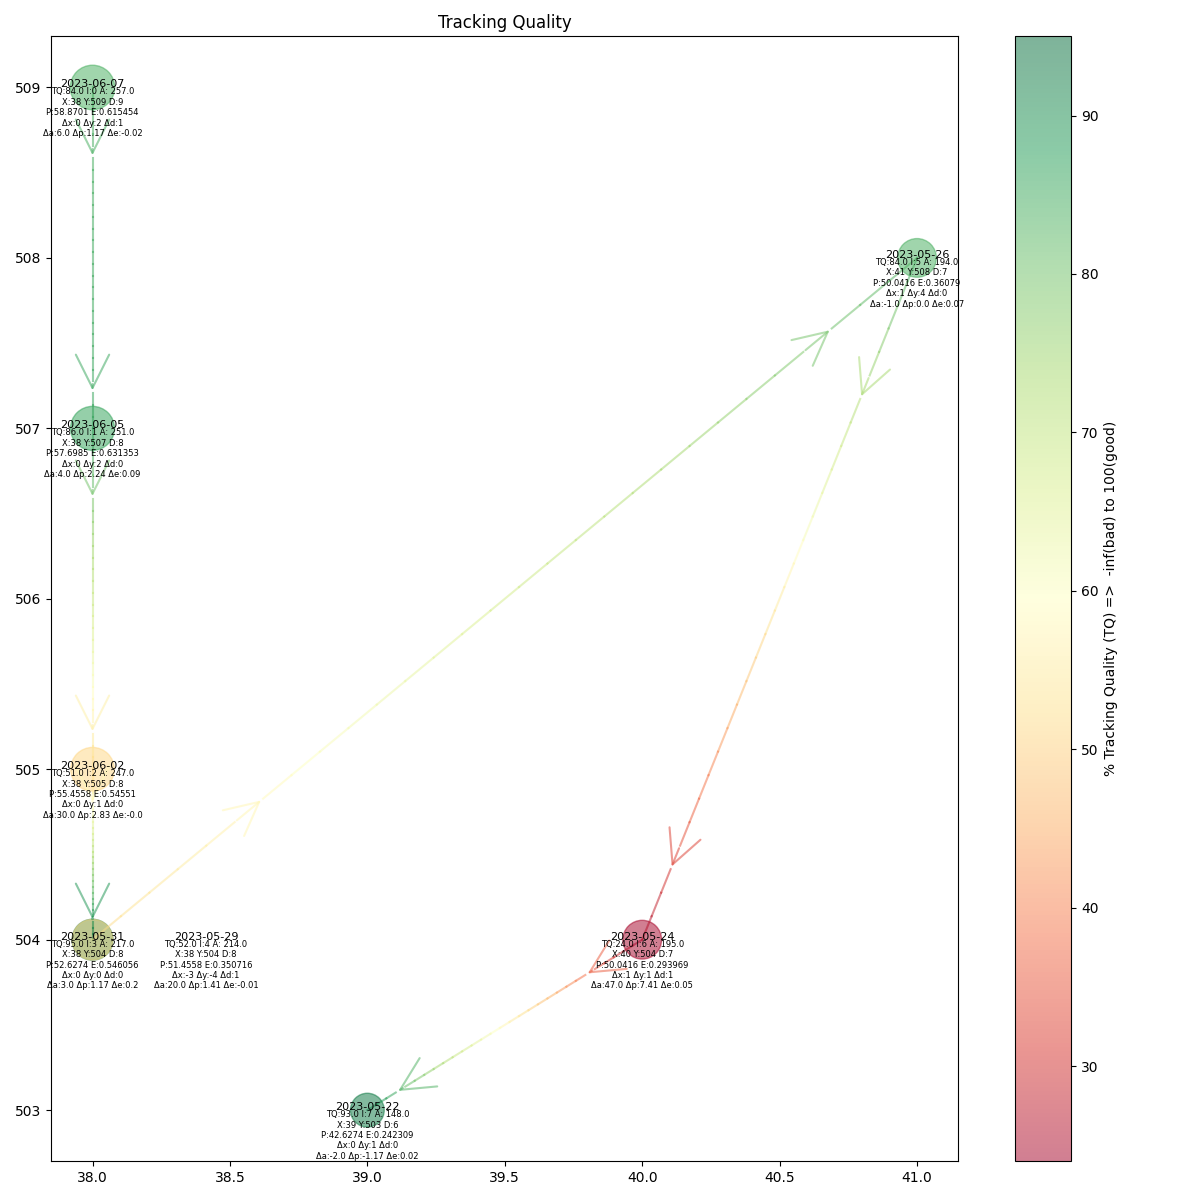 Tracking Quality
509
508
507
506
505
504
503
2023-06-07
TQ:84.0 I:0 A: 257.0
X:38 Y:509 D:9
P:58.8701 E:0.615454
Δx:0 Δy:2 Δd:1
Δa:6.0 Δp:1.17 Δe:-0.02
2023-05-26
TQ:84.0 I:5 A: 194.0
X:41 Y:508 D:7
P:50.0416 E:0.36079
Δx:1 Δy:4 Δd:0
Δa:-1.0 Δp:0.0 Δe:0.07
2023-06-05
TQ:86.0 I:1 A: 251.0
X:38 Y:507 D:8
P:57.6985 E:0.631353
Δx:0 Δy:2 Δd:0
Δa:4.0 Δp:2.24 Δe:0.09
2023-06-02
TQ:51.0 I:2 A: 247.0
X:38 Y:505 D:8
P:55.4558 E:0.54551
Δx:0 Δy:1 Δd:0
Δa:30.0 Δp:2.83 Δe:-0.0
2023-05-31
TQ:95.0 I:3 A: 217.0
X:38 Y:504 D:8
P:52.6274 E:0.546056
Δx:0 Δy:0 Δd:0
Δa:3.0 Δp:1.17 Δe:0.2
2023-05-29
TQ:52.0 I:4 A: 214.0
X:38 Y:504 D:8
P:51.4558 E:0.350716
Δx:-3 Δy:-4 Δd:1
Δa:20.0 Δp:1.41 Δe:-0.01
2023-05-24
TQ:24.0 I:6 A: 195.0
X:40 Y:504 D:7
P:50.0416 E:0.293969
Δx:1 Δy:1 Δd:1
Δa:47.0 Δp:7.41 Δe:0.05
2023-05-22
TQ:93.0 I:7 A: 148.0
X:39 Y:503 D:6
P:42.6274 E:0.242309
Δx:0 Δy:1 Δd:0
Δa:-2.0 Δp:-1.17 Δe:0.02
38.0
38.5
39.0
39.5
40.0
40.5
41.0
90
80
70
60
50
40
30
% Tracking Quality (TQ) => -inf(bad) to 100(good)